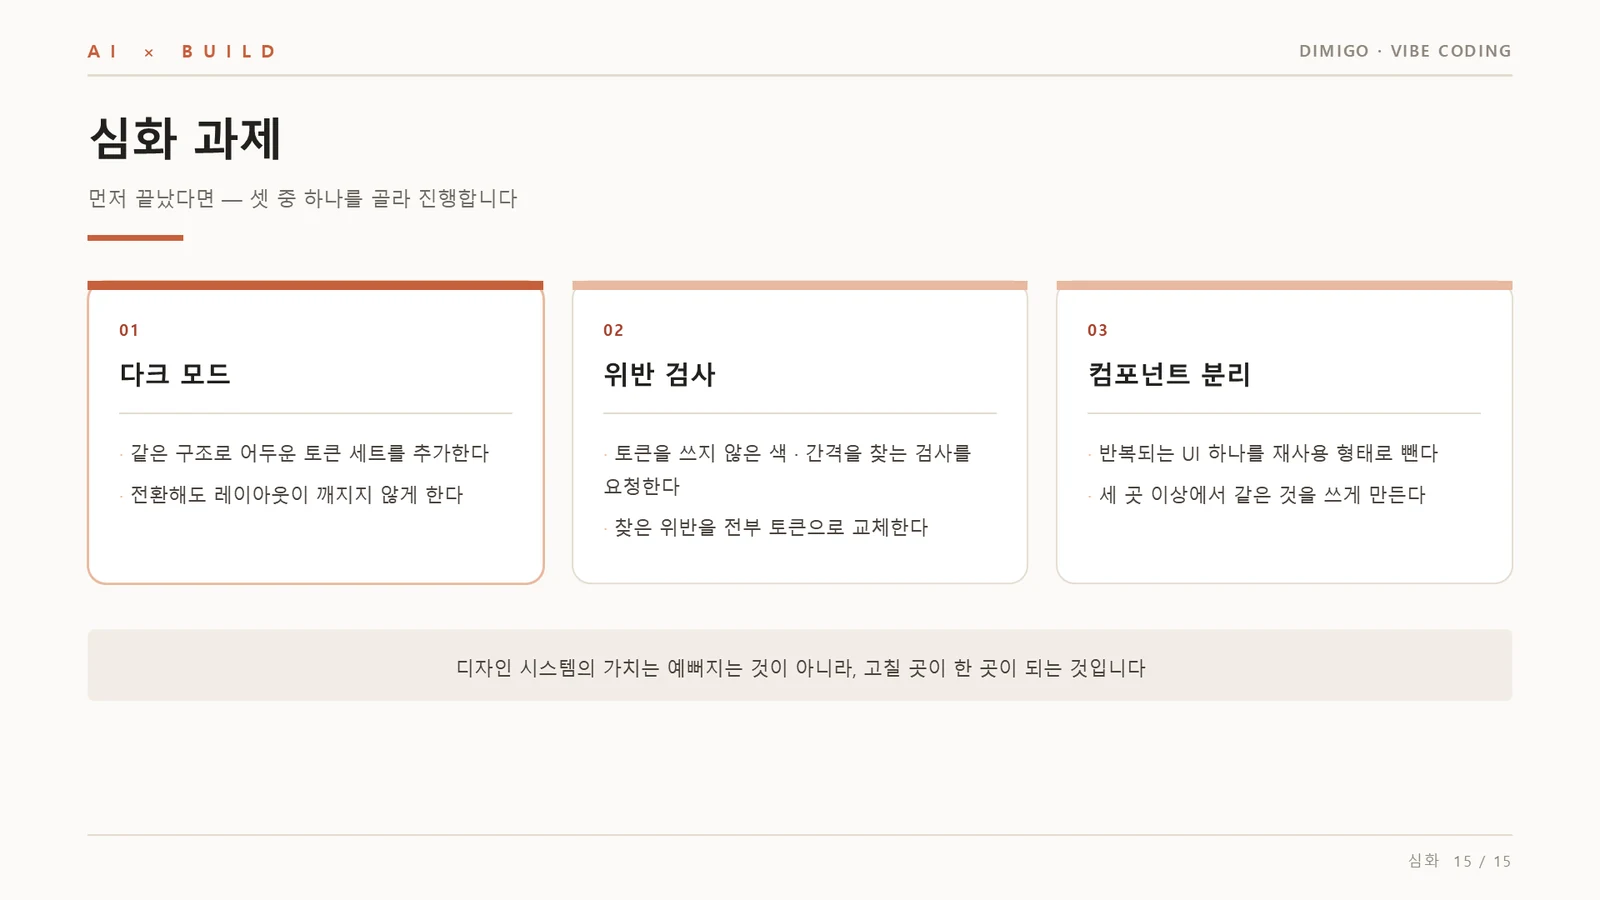 AI × BUILD
DIMIGO · VIBE CODING
심화 과제
먼저 끝났다면 — 셋 중 하나를 골라 진행합니다
01
다크 모드
· 같은 구조로 어두운 토큰 세트를 추가한다
· 전환해도 레이아웃이 깨지지 않게 한다
02
위반 검사
· 토큰을 쓰지 않은 색 · 간격을 찾는 검사를
요청한다
· 찾은 위반을 전부 토큰으로 교체한다
03
컴포넌트 분리
· 반복되는 UI 하나를 재사용 형태로 뺀다
· 세 곳 이상에서 같은 것을 쓰게 만든다
디자인 시스템의 가치는 예뻐지는 것이 아니라, 고칠 곳이 한 곳이 되는 것입니다
심화 15 / 15